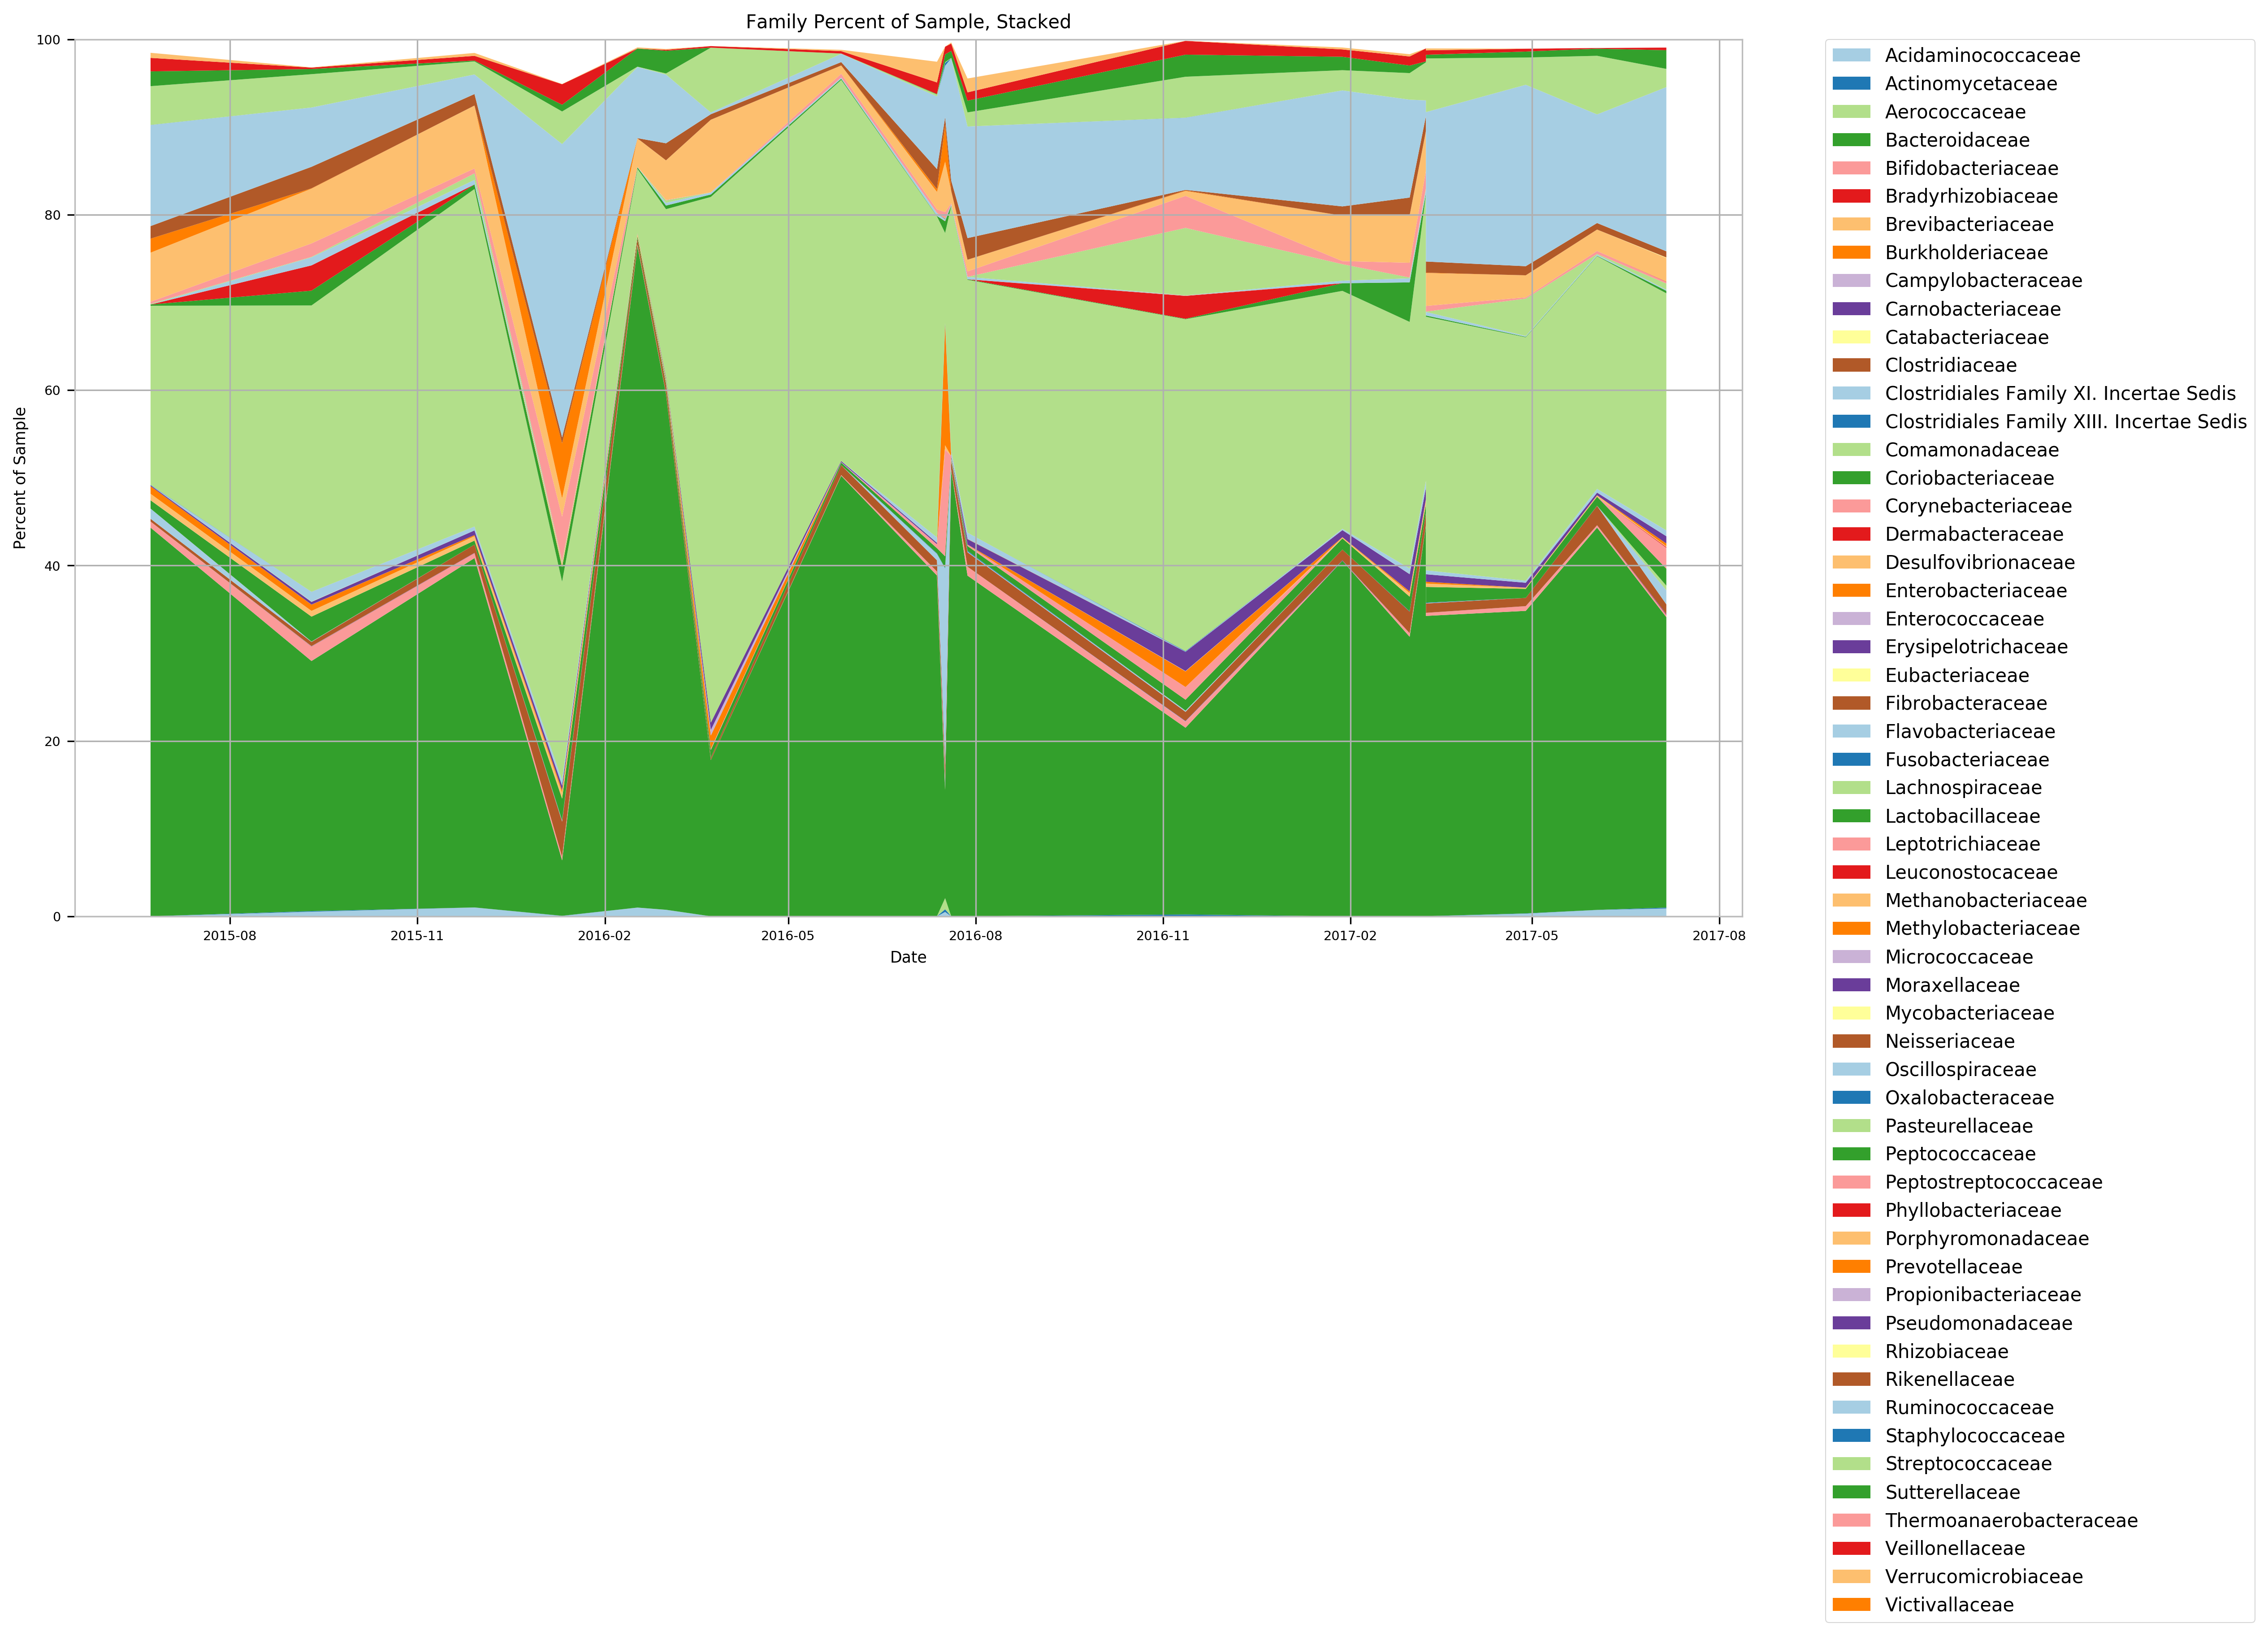 Family Percent of Sample, Stacked
100
80
60
40
20
0
Percent of Sample
2015-08
2015-11
2016-02
2016-05
2016-08
2016-11
2017-02
2017-05
2017-08
Date
Acidaminococcaceae
Actinomycetaceae
Aerococcaceae
Bacteroidaceae
Bifidobacteriaceae
Bradyrhizobiaceae
Brevibacteriaceae
Burkholderiaceae
Campylobacteraceae
Carnobacteriaceae
Catabacteriaceae
Clostridiaceae
Clostridiales Family XI. Incertae Sedis
Clostridiales Family XIII. Incertae Sedis
Comamonadaceae
Coriobacteriaceae
Corynebacteriaceae
Dermabacteraceae
Desulfovibrionaceae
Enterobacteriaceae
Enterococcaceae
Erysipelotrichaceae
Eubacteriaceae
Fibrobacteraceae
Flavobacteriaceae
Fusobacteriaceae
Lachnospiraceae
Lactobacillaceae
Leptotrichiaceae
Leuconostocaceae
Methanobacteriaceae
Methylobacteriaceae
Micrococcaceae
Moraxellaceae
Mycobacteriaceae
Neisseriaceae
Oscillospiraceae
Oxalobacteraceae
Pasteurellaceae
Peptococcaceae
Peptostreptococcaceae
Phyllobacteriaceae
Porphyromonadaceae
Prevotellaceae
Propionibacteriaceae
Pseudomonadaceae
Rhizobiaceae
Rikenellaceae
Ruminococcaceae
Staphylococcaceae
Streptococcaceae
Sutterellaceae
Thermoanaerobacteraceae
Veillonellaceae
Verrucomicrobiaceae
Victivallaceae